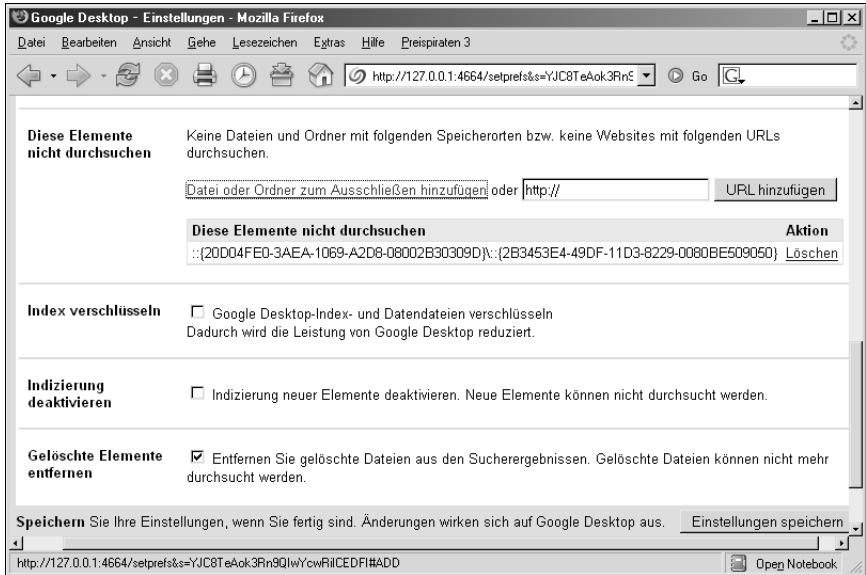 Google Desktop - Einstellungen - Mozilla Firefox
Datei Bearbeiten Ansicht Gehe Lesezeichen Extras Hilfe Preispiraten 3
http://127.0.0.1:4664/setprefs&s=YJC8TeAok3Rn9 Go G
Diese Elemente nicht durchsuchen
Keine Dateien und Ordner mit folgenden Speicherorten bzw. keine Websites mit folgenden URLs
durchsuchen.
Datei oder Ordner zum Ausschließen hinzufügen oder http:// URL hinzufügen
Diese Elemente nicht durchsuchen Aktion
::{20D04FE0-3AEA-1069-A2D8-08002B30309D}\::{2B3453E4-49DF-11D3-8229-0080BE509050} Löschen
Index verschlüsseln
Google Desktop-Index- und Datendateien verschlüsseln
Dadurch wird die Leistung von Google Desktop reduziert.
Indizierung
deaktivieren
Indizierung neuer Elemente deaktivieren. Neue Elemente können nicht durchsucht werden.
Gelöschte Elemente
entfernen
Entfernen Sie gelöschte Dateien aus den Sucherergebnissen. Gelöschte Dateien können nicht mehr
durchsucht werden.
Speichern Sie Ihre Einstellungen, wenn Sie fertig sind. Änderungen wirken sich auf Google Desktop aus. Einstellungen speichern
http://127.0.0.1:4664/setprefs&s=YJC8TeAok3Rn9QlwYcwRilCEDFI#ADD Open Notebook